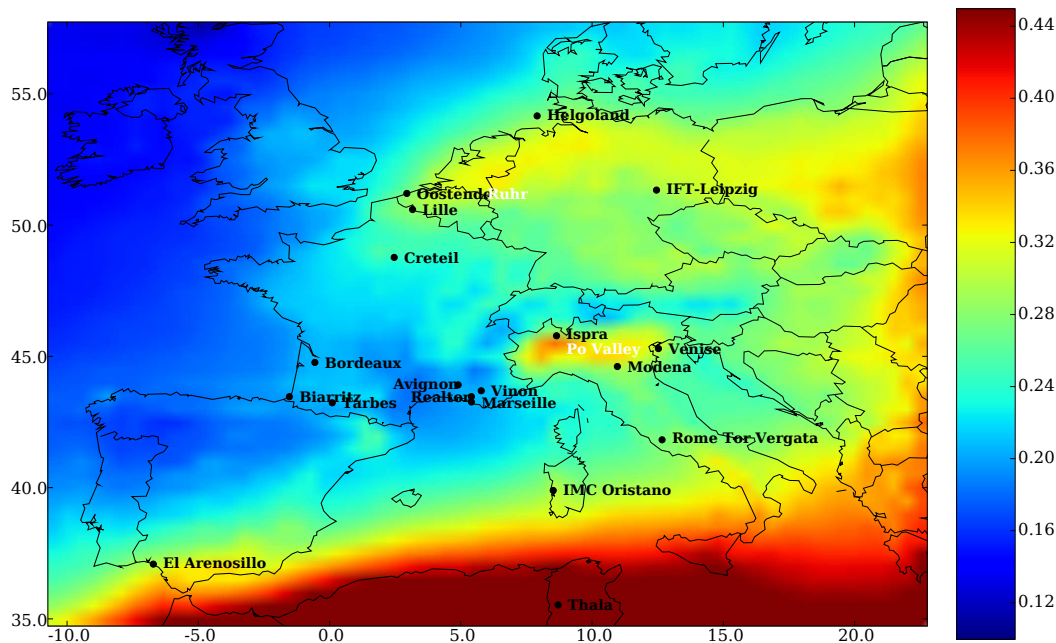 55.0
50.0
45.0
40.0
35.0
-10.0
-5.0
0.0
5.0
10.0
15.0
20.0
Helgoland
Oostende
Ruhr
Lille
IFT-Leipzig
Creteil
Ispra
Po Valley
Venise
Modena
Bordeaux
Avignon
Vinon
Realtor
Marseille
Biarritz
Tarbes
Rome Tor Vergata
IMC Oristano
El Arenosillo
Thala
0.44
0.40
0.36
0.32
0.28
0.24
0.20
0.16
0.12